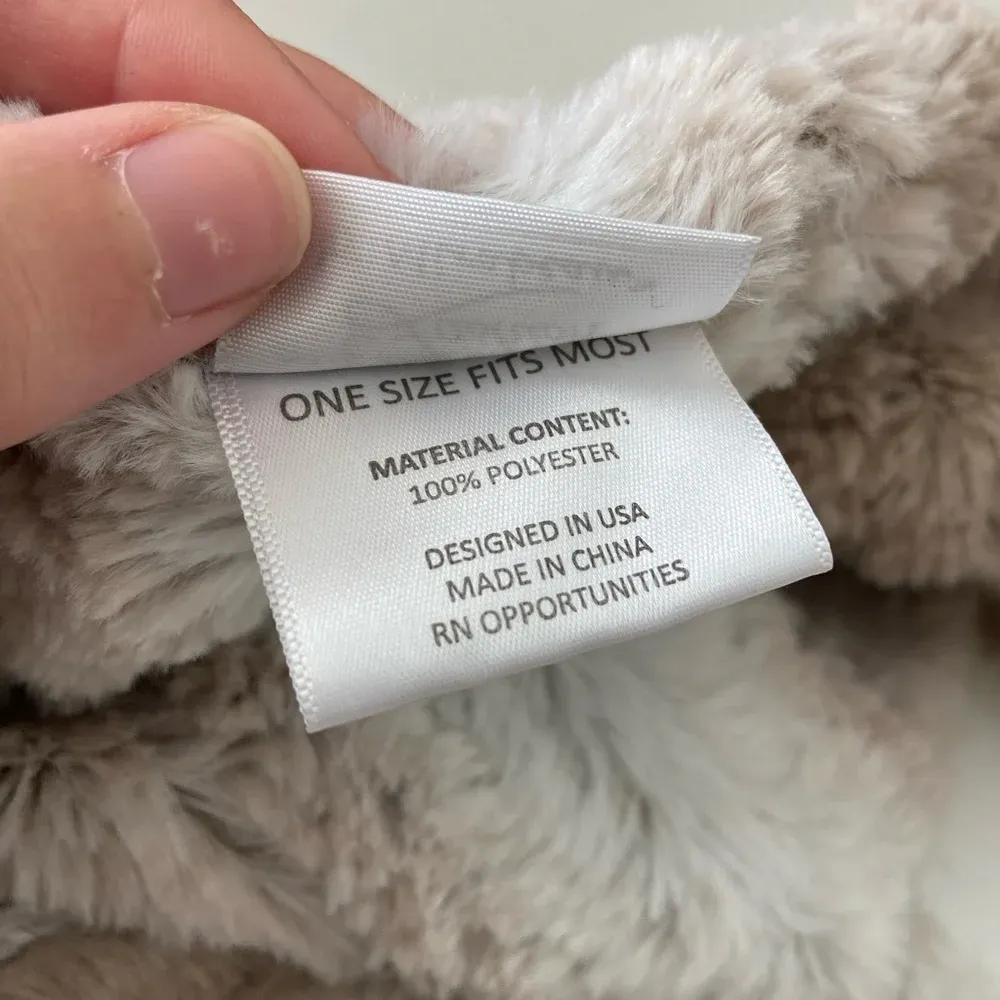 ONE SIZE FITS MOST
MATERIAL CONTENT:
100% POLYESTER
DESIGNED IN USA
MADE IN CHINA
RN OPPORTUNITIES